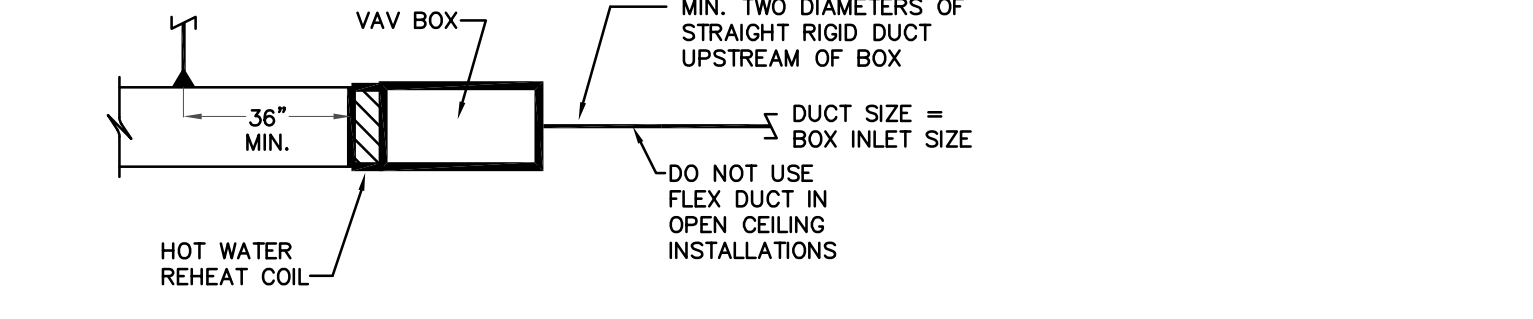 VAV BOX
MIN. TWO DIAMETERS OF
STRAIGHT RIGID DUCT
UPSTREAM OF BOX
36"
MIN.
DUCT SIZE =
BOX INLET SIZE
DO NOT USE
FLEX DUCT IN
OPEN CEILING
INSTALLATIONS
HOT WATER
REHEAT COIL